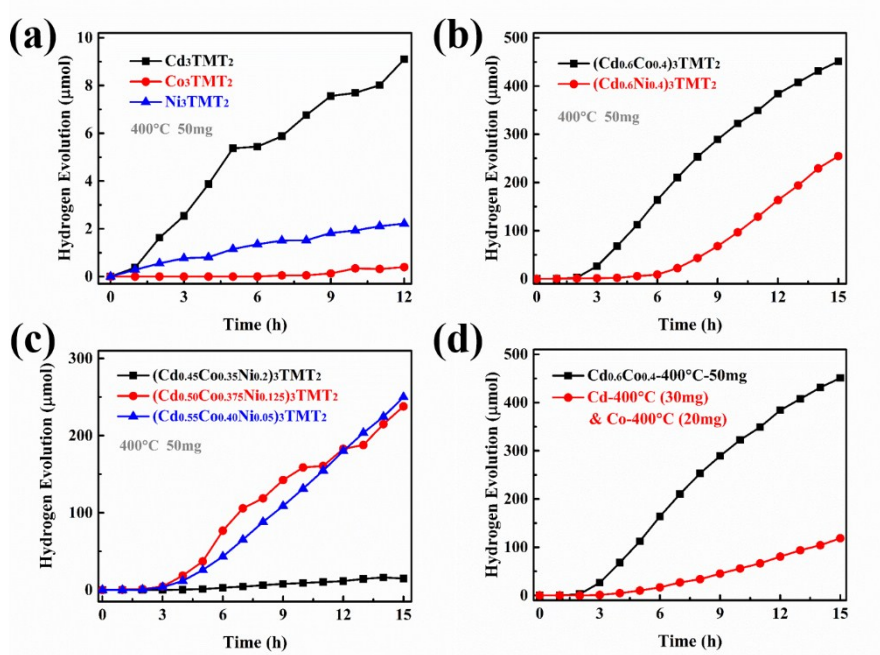 (a)
10
8
6
4
2
0
Hydrogen Evolution (μmol)
Cd₃TMT₂
Co₃TMT₂
Ni₃TMT₂
400°C 50mg
0 3 6 9 12
Time (h)
(b)
500
400
300
200
100
0
Hydrogen Evolution (μmol)
(Cd₀.₆Co₀.₄)₃TMT₂
(Cd₀.₆Ni₀.₄)₃TMT₂
400°C 50mg
0 3 6 9 12 15
Time (h)
(c)
300
200
100
0
Hydrogen Evolution (μmol)
(Cd₀.₄₅Co₀.₃₅Ni₀.₂)₃TMT₂
(Cd₀.₅₀Co₀.₃₇₅Ni₀.₁₂₅)₃TMT₂
(Cd₀.₅₅Co₀.₄₀Ni₀.₀₅)₃TMT₂
400°C 50mg
0 3 6 9 12 15
Time (h)
(d)
500
400
300
200
100
0
Hydrogen Evolution (μmol)
Cd₀.₆Co₀.₄-400°C-50mg
Cd-400°C (30mg)
& Co-400°C (20mg)
0 3 6 9 12 15
Time (h)